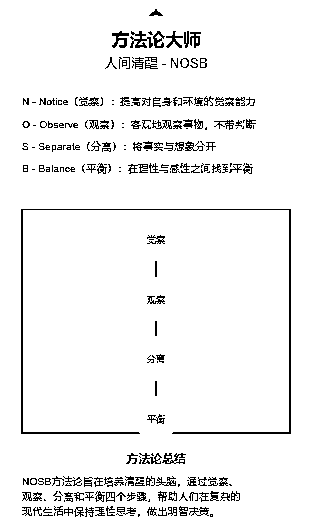 方法论大师
人间清醒 - NOSB
N - Notice（觉察）：提高对自身和环境的觉察能力
O - Observe（观察）：客观地观察事物，不带判断
S - Separate（分离）：将事实与想象分开
B - Balance（平衡）：在理性与感性之间找到平衡
觉察
观察
分离
平衡
方法论总结
NOSB方法论旨在培养清醒的头脑，通过觉察、
观察、分离和平衡四个步骤，帮助人们在复杂的
现代生活中保持理性思考，做出明智决策。